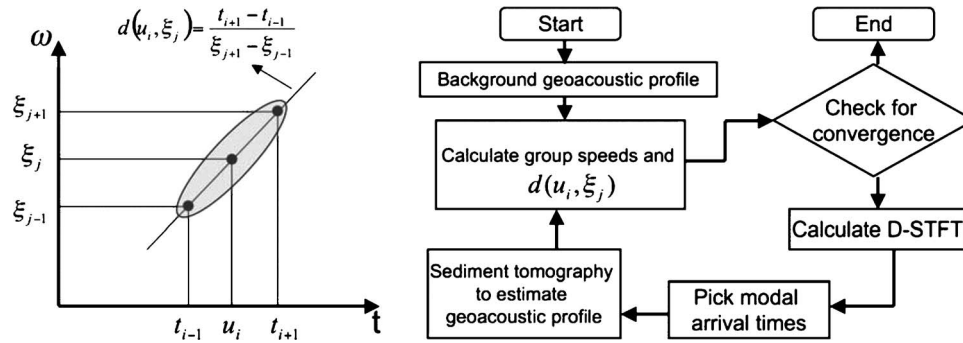 d(u_i, ξ_j) = (t_{i+1} − t_{i−1}) / (ξ_{j+1} − ξ_{j−1})
ω
ξ_{j+1}
ξ_j
ξ_{j-1}
t_{i−1} u_i t_{i+1} t
Start
Background geoacoustic profile
Calculate group speeds and
d(u_i, ξ_j)
End
Check for
convergence
Calculate D-STFT
Pick modal
arrival times
Sediment tomography
to estimate
geoacoustic profile